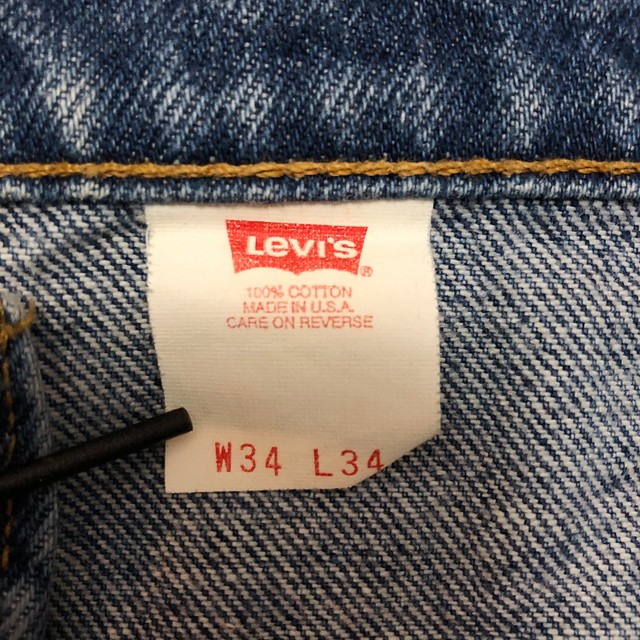 Levi's
®
100% COTTON
MADE IN U.S.A.
CARE ON REVERSE
W34 L34